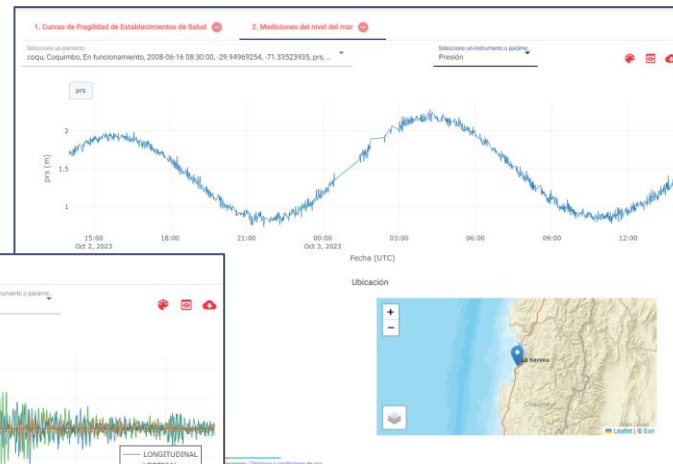 1. Curvas de Fragilidad de Establecimientos de Salud
2. Mediciones del nivel del mar
Seleccione un elemento
coqu, Coquimbo, En funcionamiento, 2008-06-16 08:30:00, -29.94969254, -71.33523935, prs, ...
Seleccione un instrumento o paráme...
Presión
prs
prs (m)
2
1.5
1
15:00
Oct 2, 2023
18:00
21:00
00:00
Oct 3, 2023
03:00
06:00
09:00
12:00
Fecha (UTC)
Ubicación
+
−
La Serena
Leaflet | © Esri
trumento o paráme...
LONGITUDINAL